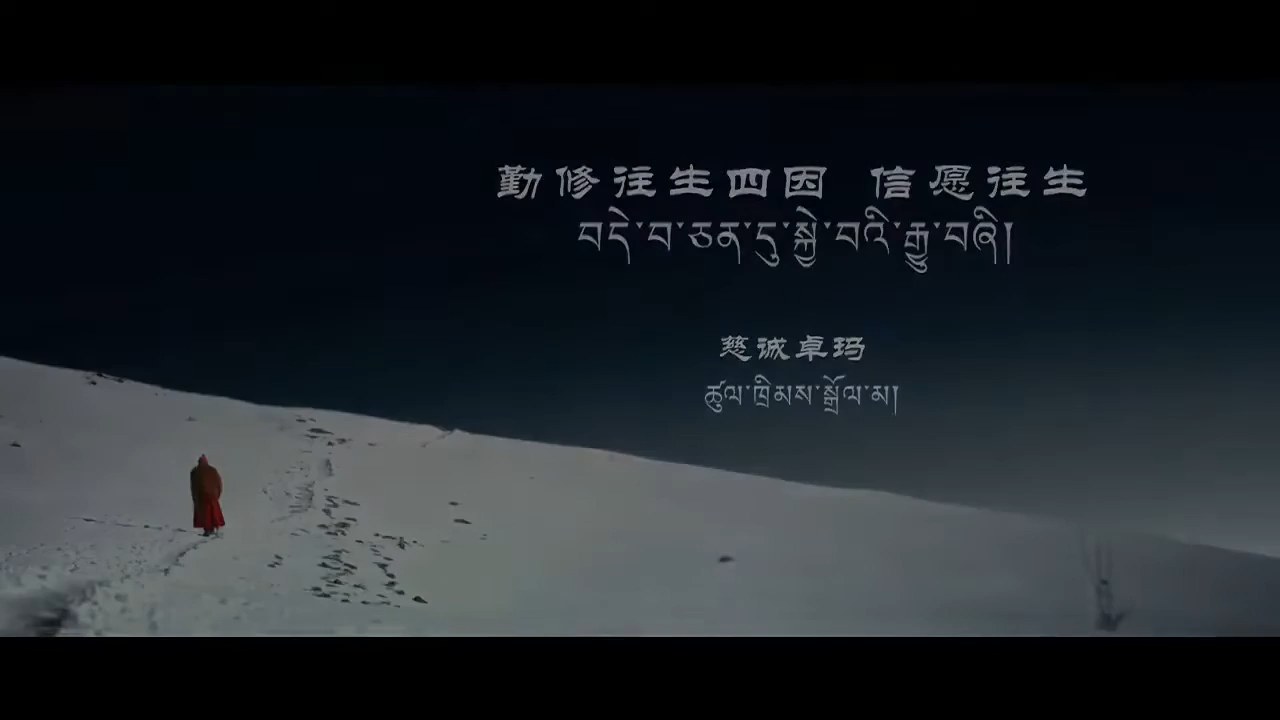 勤修往生四因 信愿往生
བདེ་བ་ཅན་དུ་སྐྱེ་བའི་རྒྱུ་བཞི།
慈诚卓玛
ཚུལ་ཁྲིམས་སྒྲོལ་མ།